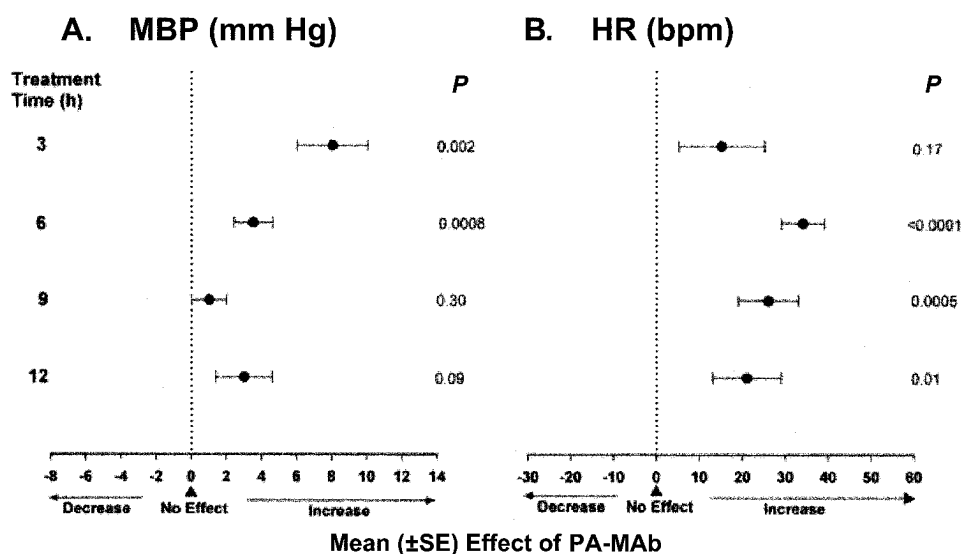 A. MBP (mm Hg)
B. HR (bpm)
Treatment
Time (h)
P
P
3
0.002
0.17
6
0.0008
<0.0001
9
0.30
0.0005
12
0.09
0.01
-8 -6 -4 -2 0 2 4 6 8 10 12 14
-30 -20 -10 0 10 20 30 40 50 60
Decrease No Effect Increase
Decrease No Effect Increase
Mean (±SE) Effect of PA-MAb